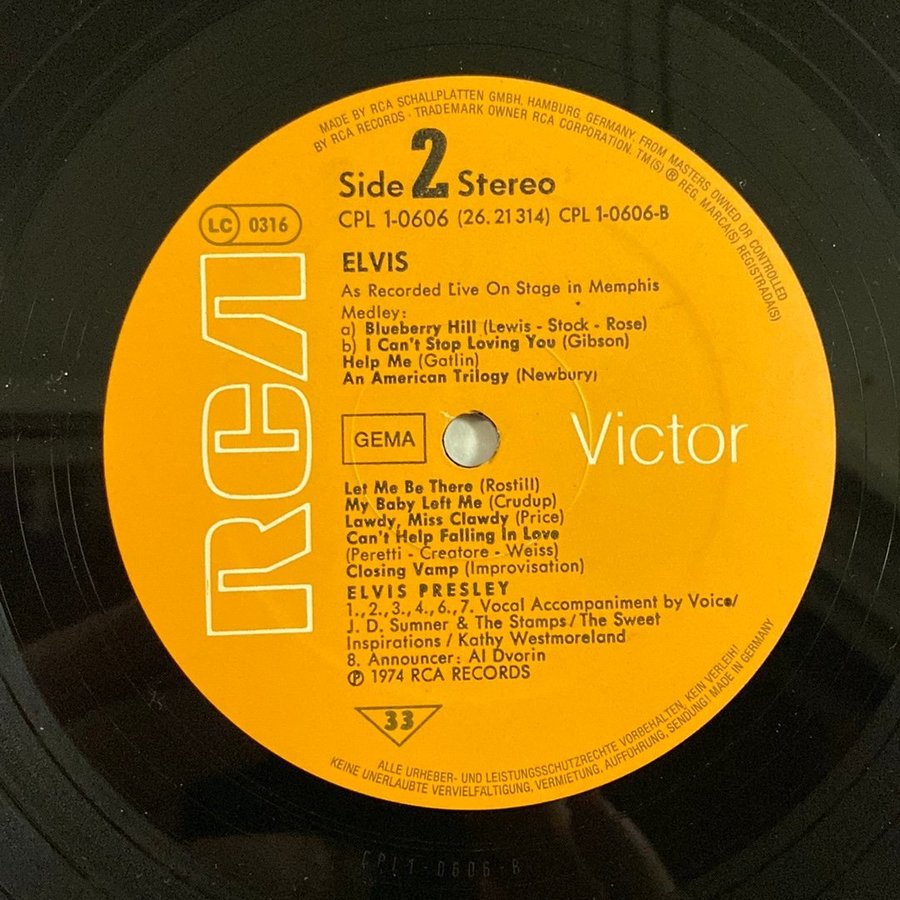 MADE BY RCA SCHALLPLATTEN GMBH, HAMBURG, GERMANY, FROM MASTERS OWNED OR CONTROLLED
BY RCA RECORDS · TRADEMARK OWNER RCA CORPORATION. TM(S) ® REG. MARCA(S) REGISTRADA(S)
Side 2 Stereo
CPL 1-0606 (26.21 314) CPL 1-0606-B
LC 0316
RCA
ELVIS
As Recorded Live On Stage in Memphis
Medley:
a) Blueberry Hill (Lewis - Stock - Rose)
b) I Can't Stop Loving You (Gibson)
Help Me (Gatlin)
An American Trilogy (Newbury)
GEMA
Victor
Let Me Be There (Rostill)
My Baby Left Me (Crudup)
Lawdy, Miss Clawdy (Price)
Can't Help Falling In Love
(Peretti - Creatore - Weiss)
Closing Vamp (Improvisation)
ELVIS PRESLEY
1.,2.,3.,4.,6.,7. Vocal Accompaniment by Voice/
J. D. Sumner & The Stamps/The Sweet
Inspirations/Kathy Westmoreland
8. Announcer: Al Dvorin
℗ 1974 RCA RECORDS
33
ALLE URHEBER- UND LEISTUNGSSCHUTZRECHTE VORBEHALTEN, KEIN VERLEIH!
KEINE UNERLAUBTE VERVIELFÄLTIGUNG, VERMIETUNG, AUFFÜHRUNG, SENDUNG! MADE IN GERMANY
CPL1-0606-B